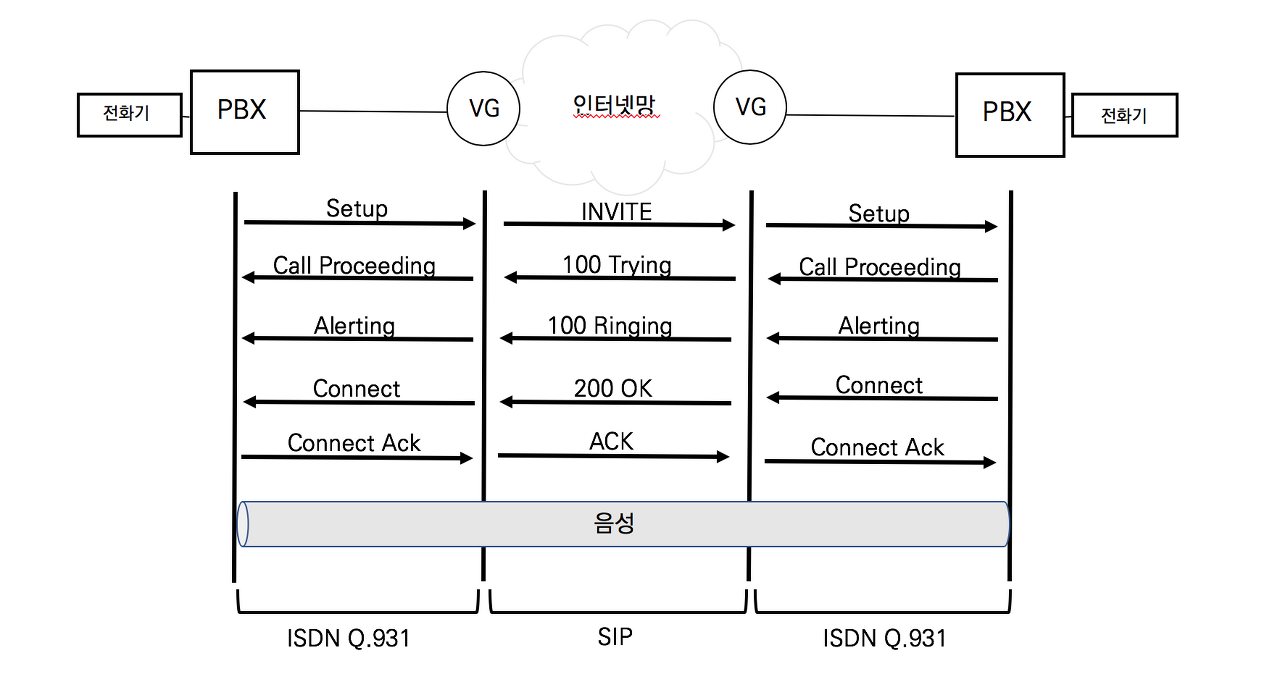 전화기
PBX
VG
인터넷망
VG
PBX
전화기
Setup
INVITE
Setup
Call Proceeding
100 Trying
Call Proceeding
Alerting
100 Ringing
Alerting
Connect
200 OK
Connect
Connect Ack
ACK
Connect Ack
음성
ISDN Q.931
SIP
ISDN Q.931